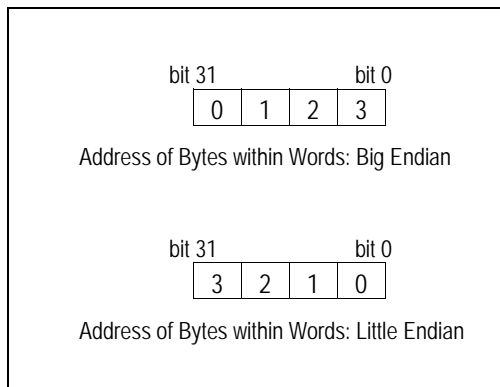 bit 31 bit 0
0 1 2 3
Address of Bytes within Words: Big Endian
bit 31 bit 0
3 2 1 0
Address of Bytes within Words: Little Endian